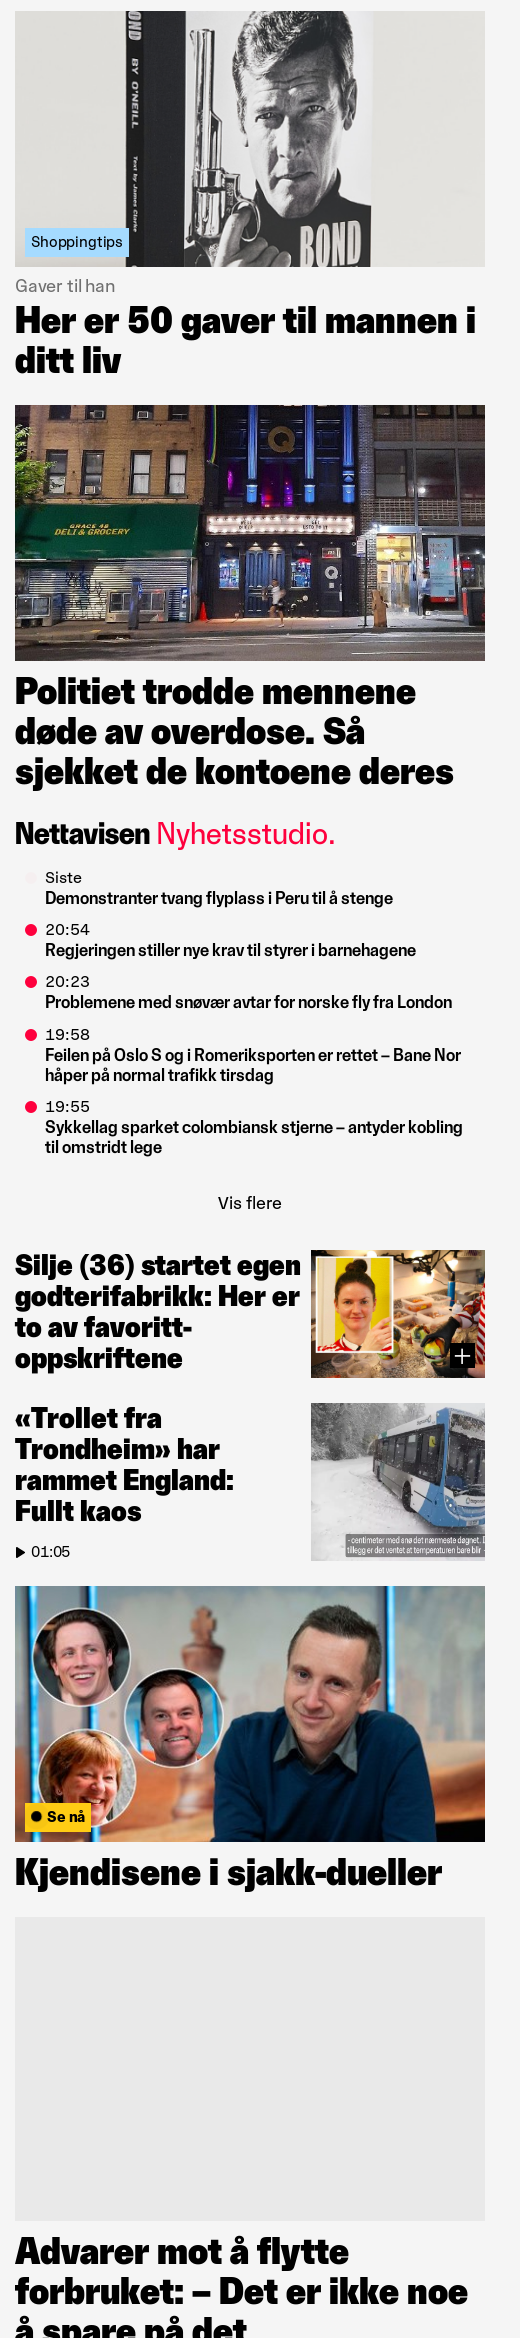 BOND
BY O'NEILL
Text by James Clarke
BOND
Shoppingtips
Gaver til han
Her er 50 gaver til mannen i
ditt liv
GRACE 48
DELI & GROCERY
Q
Politiet trodde mennene
døde av overdose. Så
sjekket de kontoene deres
Nettavisen Nyhetsstudio.
Siste
Demonstranter tvang flyplass i Peru til å stenge
20:54
Regjeringen stiller nye krav til styrer i barnehagene
20:23
Problemene med snøvær avtar for norske fly fra London
19:58
Feilen på Oslo S og i Romeriksporten er rettet – Bane Nor
håper på normal trafikk tirsdag
19:55
Sykkellag sparket colombiansk stjerne – antyder kobling
til omstridt lege
Vis flere
Silje (36) startet egen
godterifabrikk: Her er
to av favoritt-
oppskriftene
«Trollet fra
Trondheim» har
rammet England:
Fullt kaos
01:05
- centimeter med snø det nærmeste døgnet. I
tillegg er det ventet at temperaturen bare blir
Se nå
Kjendisene i sjakk-dueller
Advarer mot å flytte
forbruket: – Det er ikke noe
å spare på det